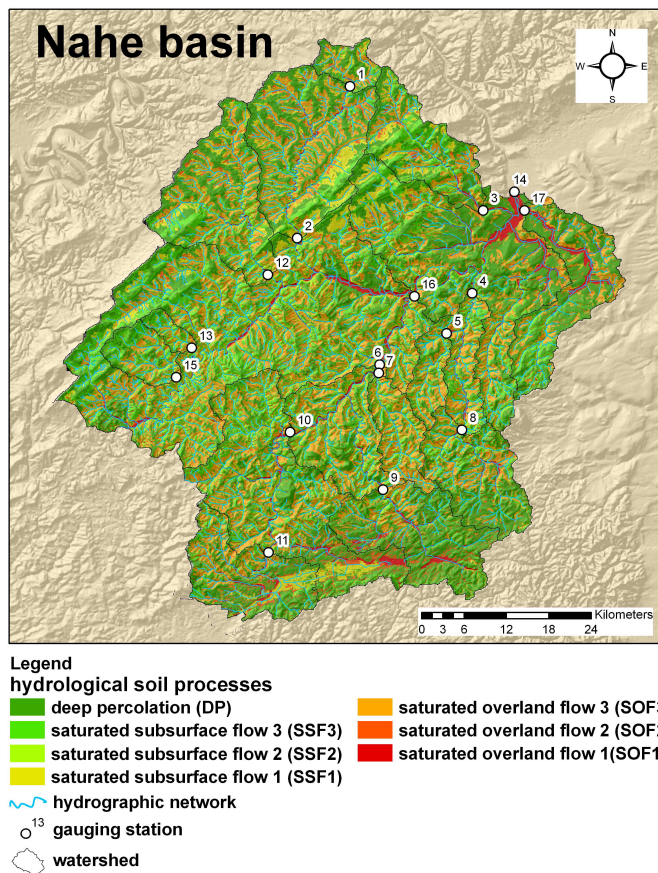 Nahe basin
N
W E
S
1
14
3
17
2
12
16
4
5
13
6
7
15
10
8
9
11
Kilometers
0 3 6 12 18 24
Legend
hydrological soil processes
deep percolation (DP)
saturated subsurface flow 3 (SSF3)
saturated subsurface flow 2 (SSF2)
saturated subsurface flow 1 (SSF1)
saturated overland flow 3 (SOF3
saturated overland flow 2 (SOF2
saturated overland flow 1(SOF1
hydrographic network
13 gauging station
watershed